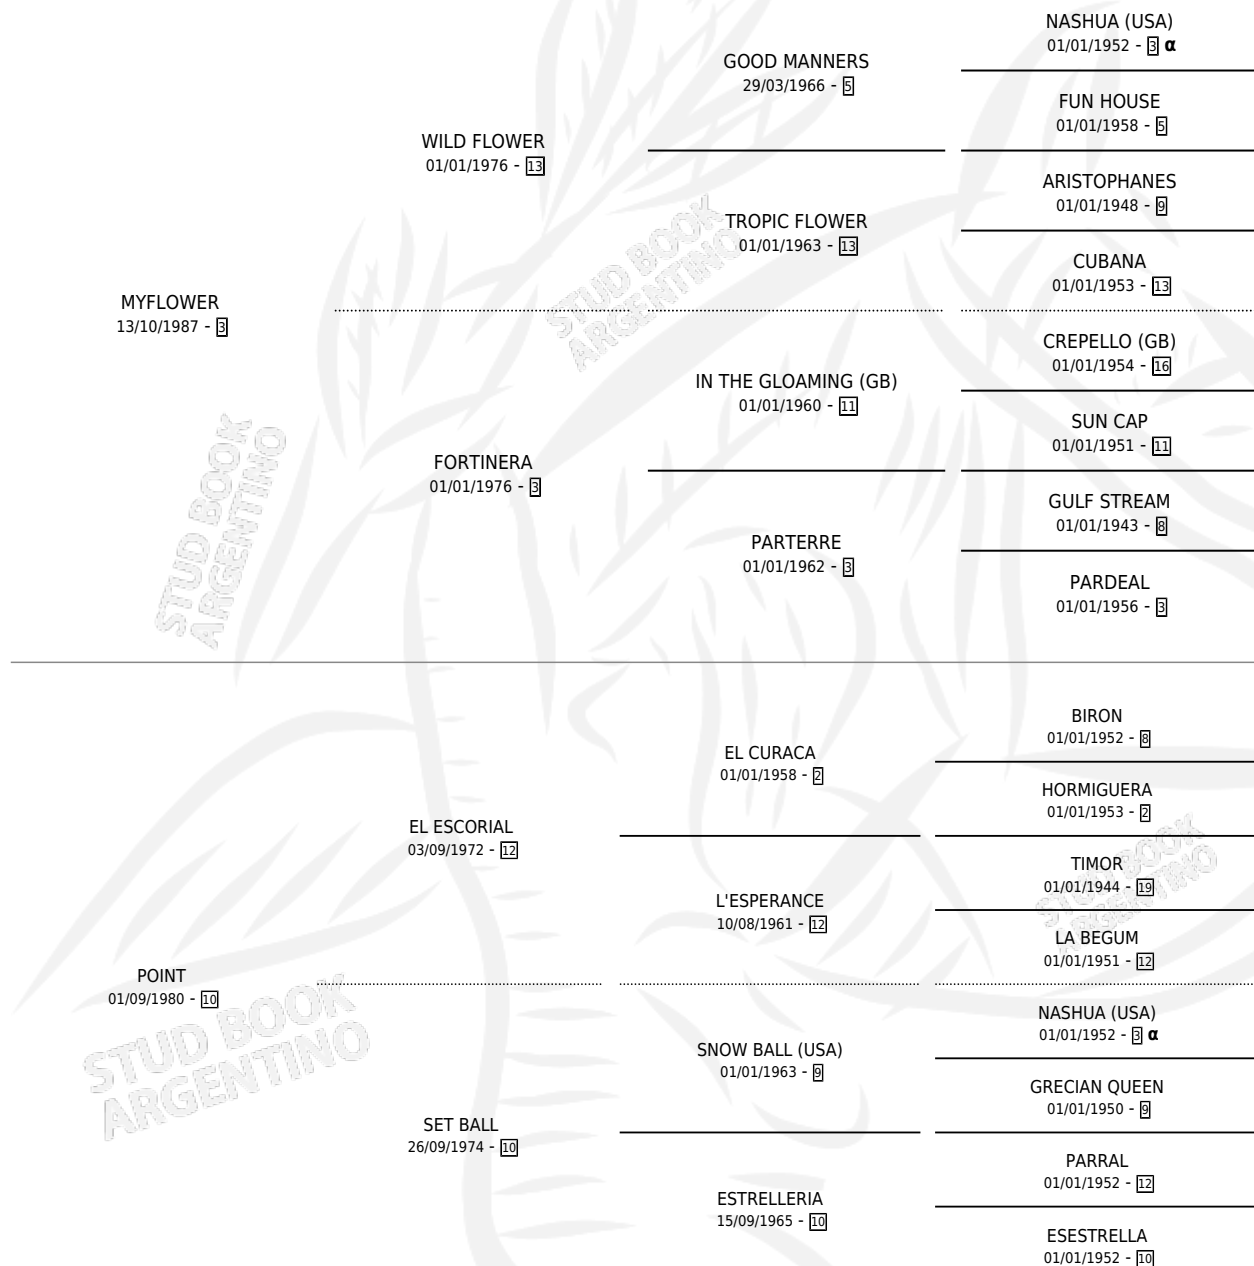 NASHUA (USA)
01/01/1952 - 3 α
GOOD MANNERS
29/03/1966 - 5
FUN HOUSE
01/01/1958 - 5
WILD FLOWER
01/01/1976 - 13
ARISTOPHANES
01/01/1948 - 9
TROPIC FLOWER
01/01/1963 - 13
CUBANA
01/01/1953 - 13
STUD BOOK
ARGENTINO
MYFLOWER
13/10/1987 - 3
CREPELLO (GB)
01/01/1954 - 16
IN THE GLOAMING (GB)
01/01/1960 - 11
SUN CAP
01/01/1951 - 11
FORTINERA
01/01/1976 - 3
GULF STREAM
01/01/1943 - 8
PARTERRE
01/01/1962 - 3
PARDEAL
01/01/1956 - 3
STUD BOOK
ARGENTINO
BIRON
01/01/1952 - 8
EL CURACA
01/01/1958 - 2
HORMIGUERA
01/01/1953 - 2
EL ESCORIAL
03/09/1972 - 12
TIMOR
01/01/1944 - 19
L'ESPERANCE
10/08/1961 - 12
LA BEGUM
01/01/1951 - 12
STUD BOOK
ARGENTINO
POINT
01/09/1980 - 10
NASHUA (USA)
01/01/1952 - 3 α
SNOW BALL (USA)
01/01/1963 - 9
GRECIAN QUEEN
01/01/1950 - 9
STUD BOOK
ARGENTINO
SET BALL
26/09/1974 - 10
PARRAL
01/01/1952 - 12
ESTRELLERIA
15/09/1965 - 10
ESESTRELLA
01/01/1952 - 10